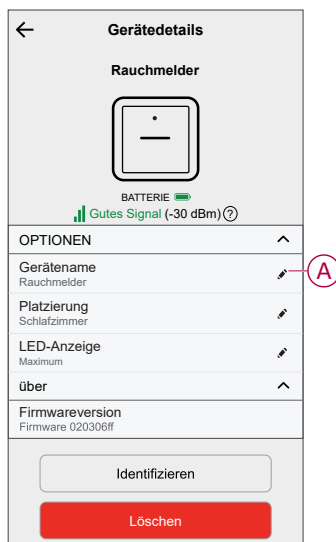 Gerätedetails
Rauchmelder
BATTERIE
Gutes Signal (-30 dBm) ?
OPTIONEN
Gerätename
A
Rauchmelder
Platzierung
Schlafzimmer
LED-Anzeige
Maximum
über
Firmwareversion
Firmware 020306ff
Identifizieren
Löschen